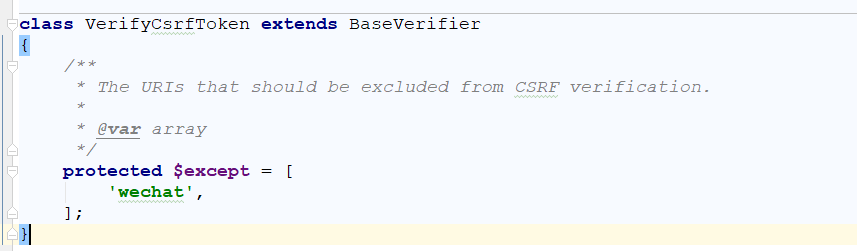 class VerifyCsrfToken extends BaseVerifier
{
    /**
     * The URIs that should be excluded from CSRF verification.
     *
     * @var array
     */
    protected $except = [
        'wechat',
    ];
}